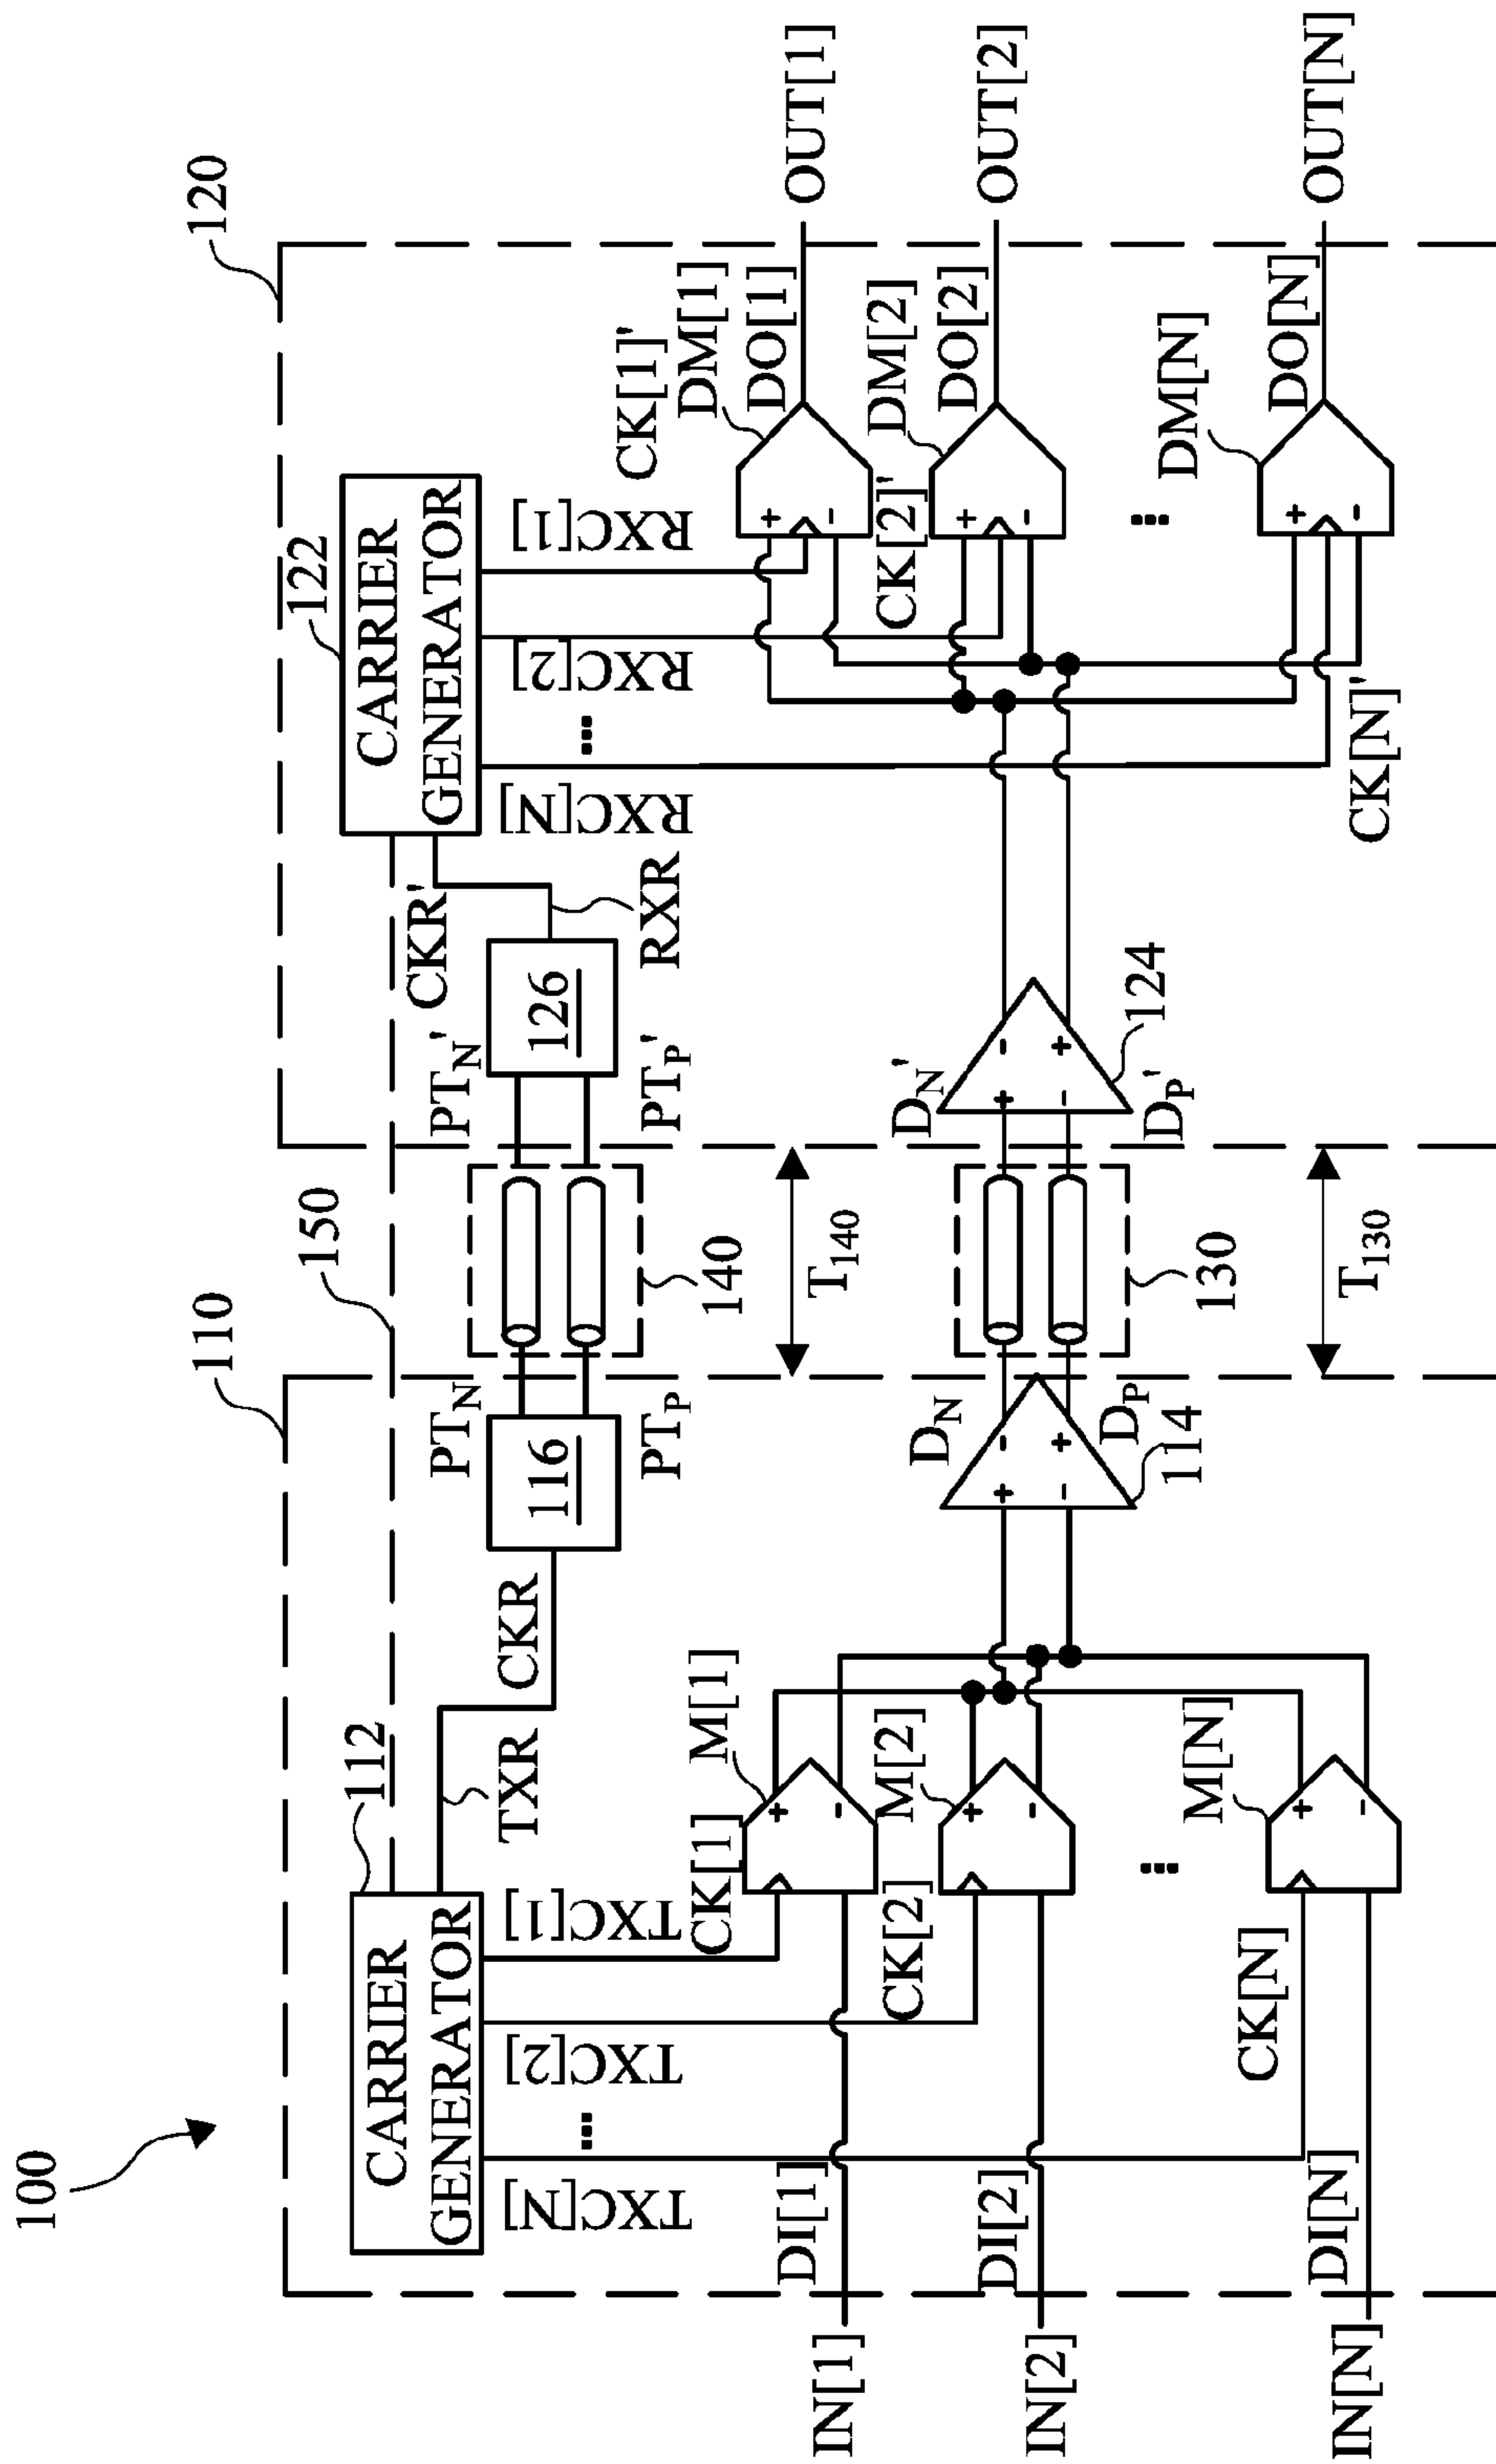 100
110
150
120
112
CARRIER
GENERATOR
TXR
CKR
116
PT_N
PT_P
140
T_140
PT_N'
PT_P'
126
CKR'
RXR
122
CARRIER
GENERATOR
TXC[N]
...
TXC[2]
TXC[1]
RXC[N]
...
RXC[2]
RXC[1]
IN[1]
DI[1]
CK[1]
M[1]
+
-
IN[2]
DI[2]
CK[2]
M[2]
+
-
...
IN[N]
DI[N]
CK[N]
M[N]
+
-
D_N
D_P
+
-
-
+
114
130
T_130
D_N'
D_P'
+
-
-
+
124
CK[1]'
DM[1]
DO[1]
+
-
OUT[1]
CK[2]'
DM[2]
DO[2]
+
-
OUT[2]
...
CK[N]'
DM[N]
DO[N]
+
-
OUT[N]